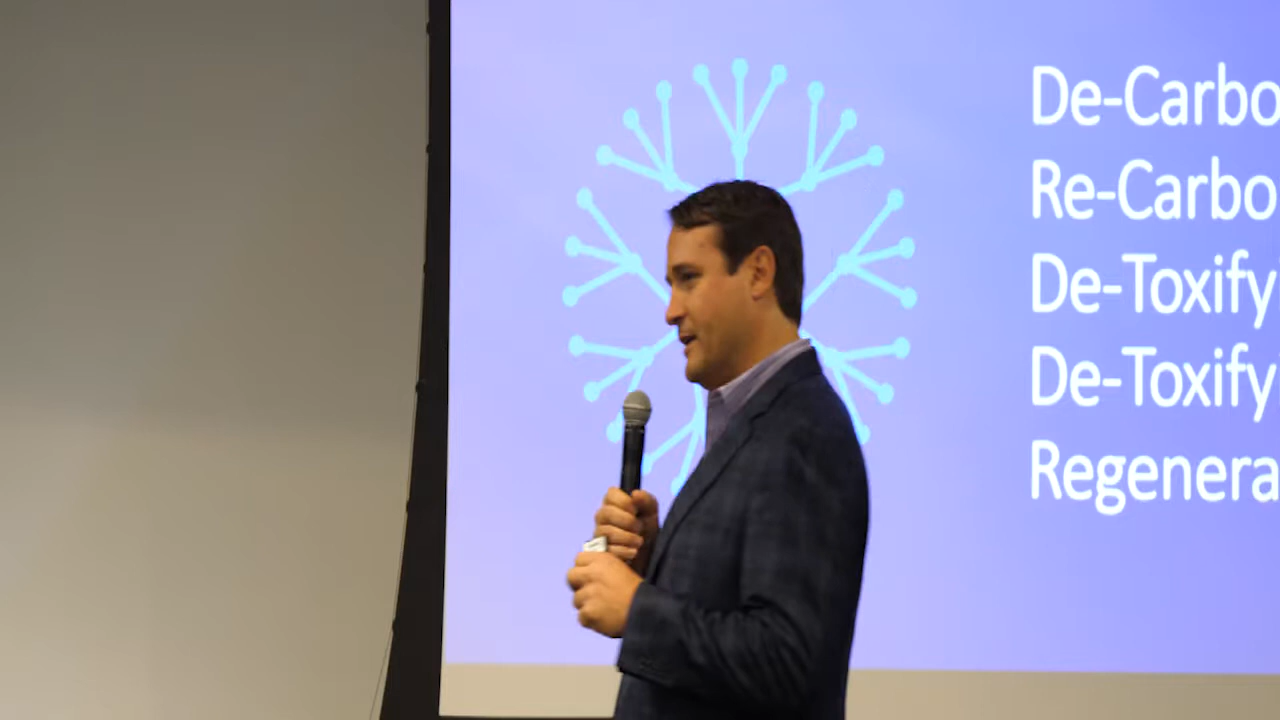 De-Carbo
Re-Carbo
De-Toxify
De-Toxify
Regenera